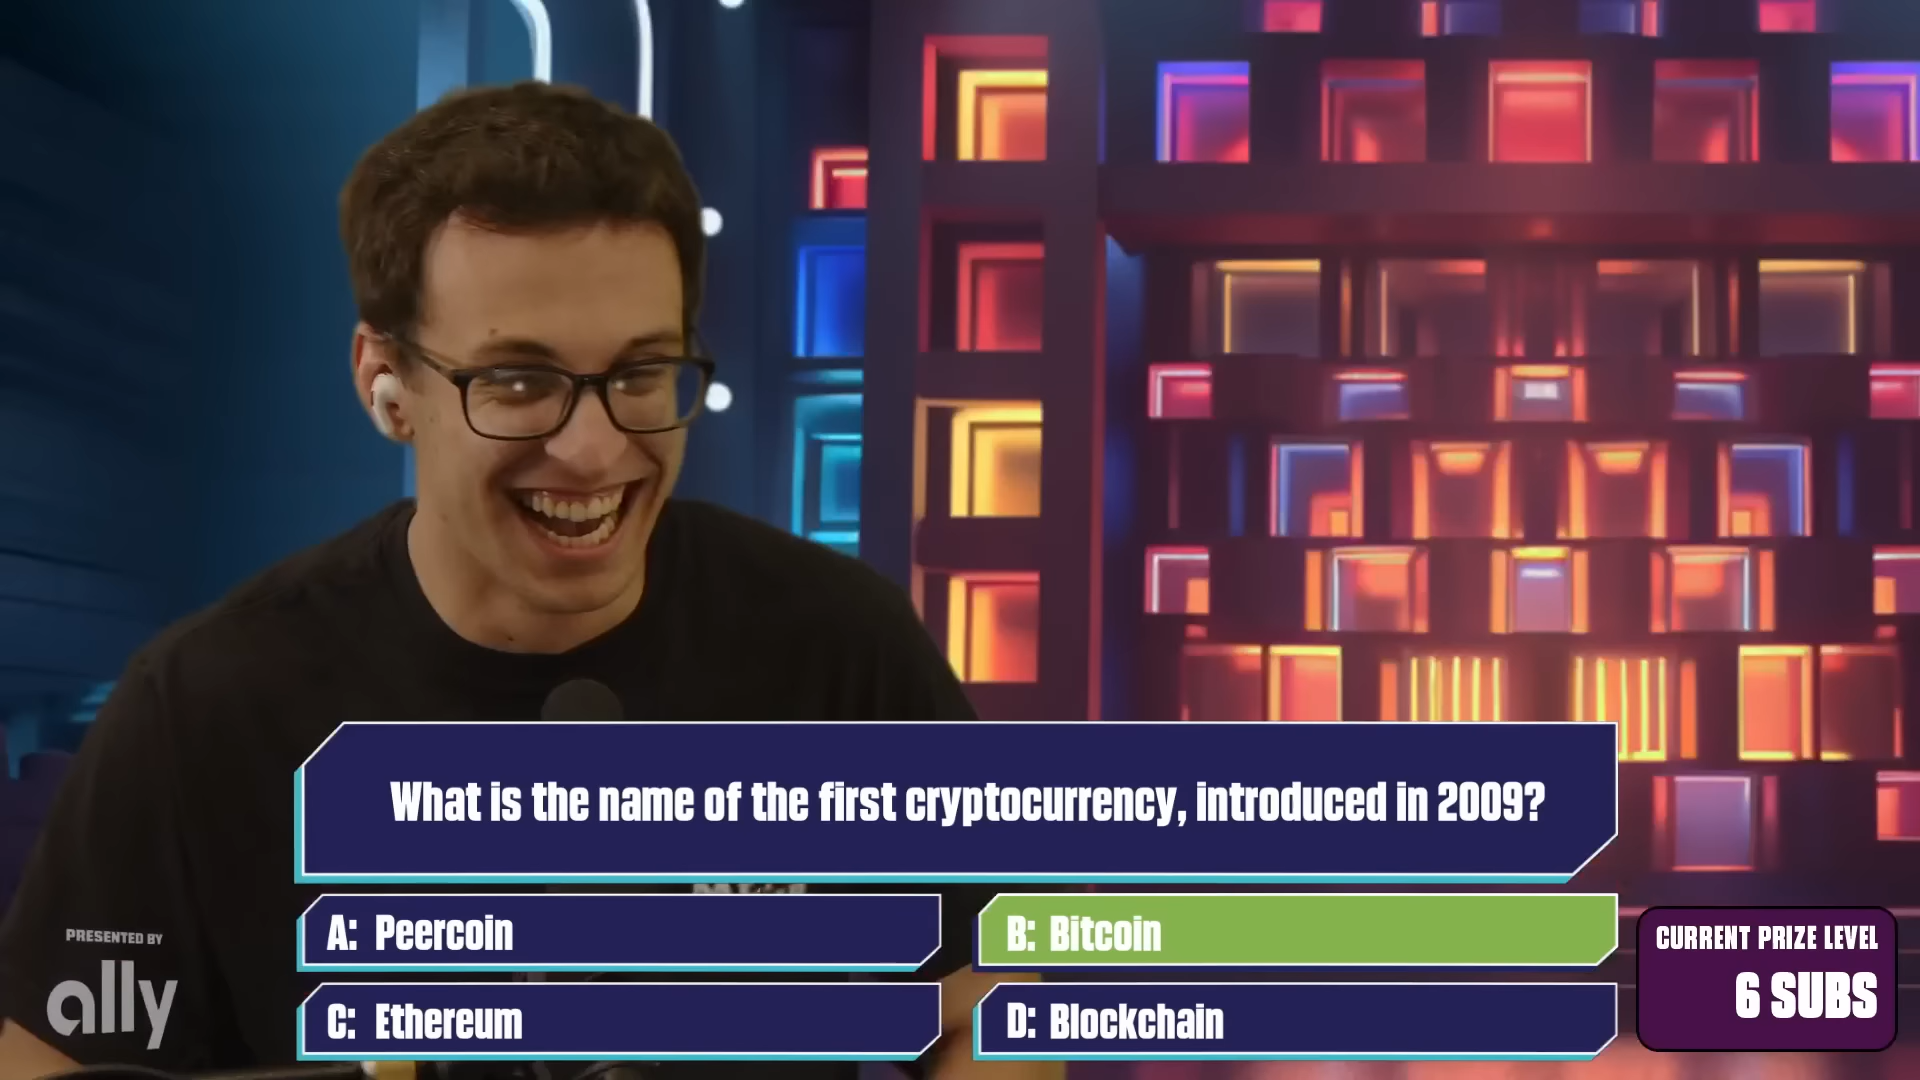 What is the name of the first cryptocurrency, introduced in 2009?
A: Peercoin
B: Bitcoin
C: Ethereum
D: Blockchain
PRESENTED BY
ally
CURRENT PRIZE LEVEL
6 SUBS